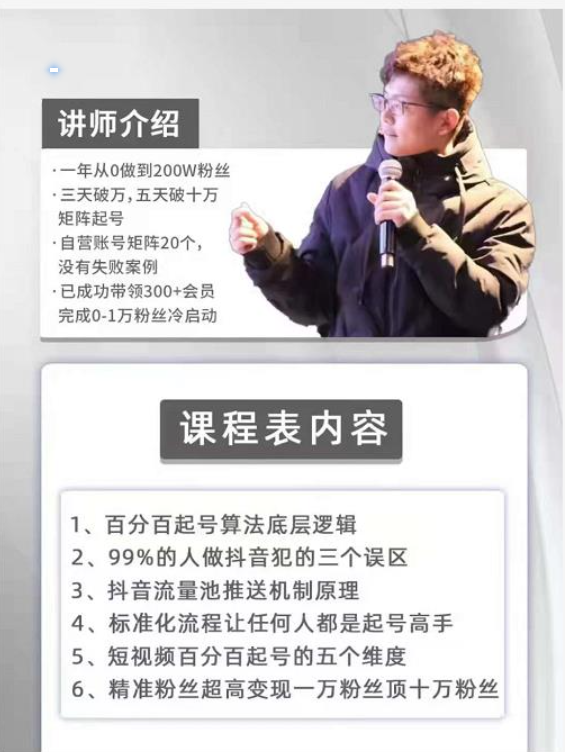 讲师介绍
·一年从0做到200W粉丝
·三天破万,五天破十万
矩阵起号
·自营账号矩阵20个,
没有失败案例
·已成功带领300+会员
完成0-1万粉丝冷启动
课程表内容
1、百分百起号算法底层逻辑
2、99%的人做抖音犯的三个误区
3、抖音流量池推送机制原理
4、标准化流程让任何人都是起号高手
5、短视频百分百起号的五个维度
6、精准粉丝超高变现一万粉丝顶十万粉丝